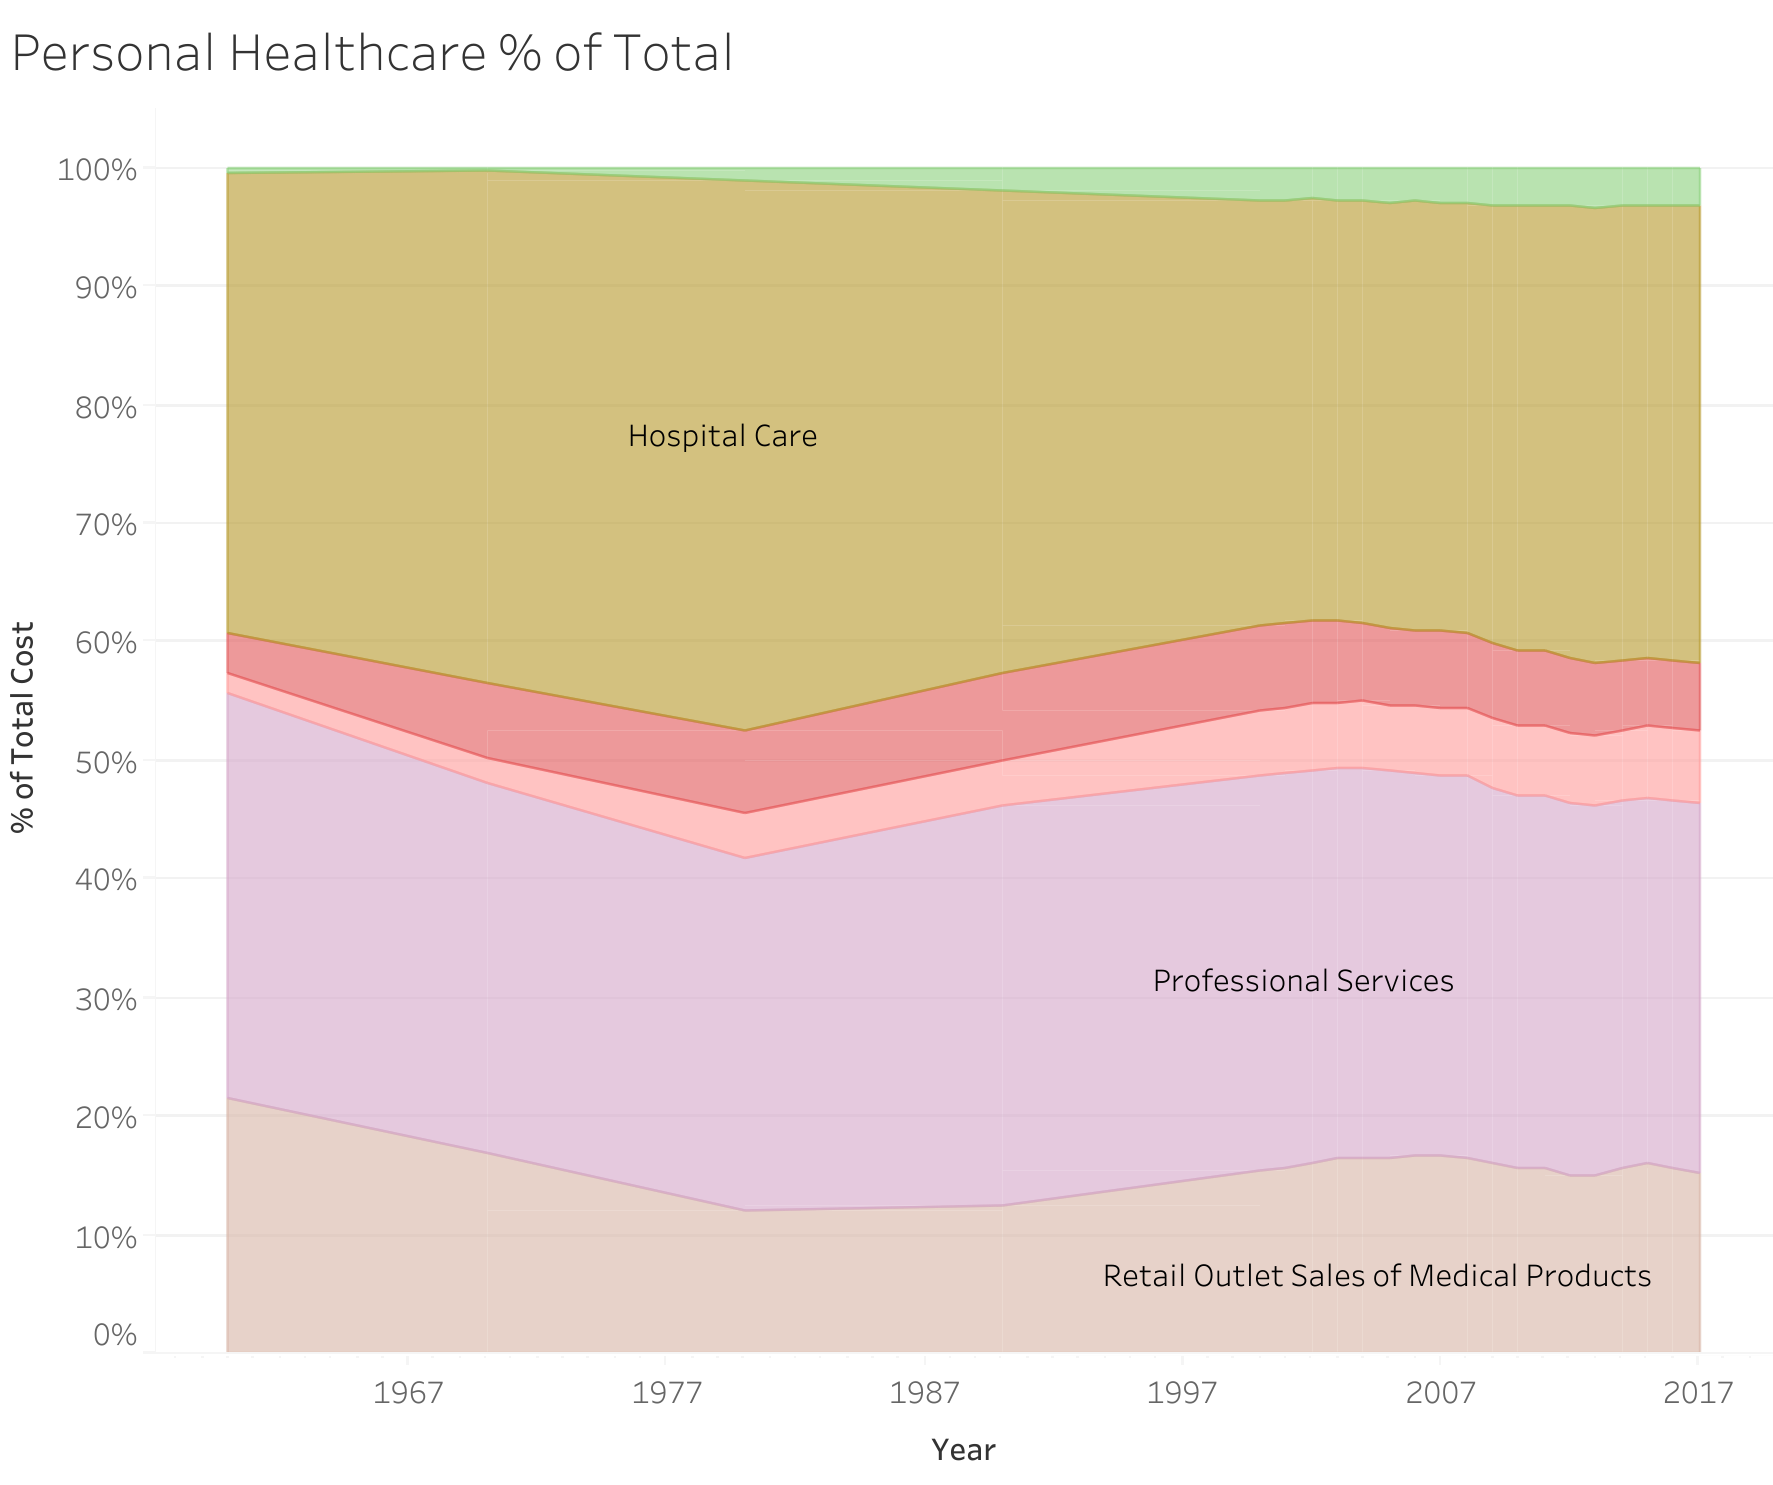 Personal Healthcare % of Total
100%
90%
80%
Hospital Care
70%
60%
50%
40%
Professional Services
30%
20%
10%
Retail Outlet Sales of Medical Products
0%
% of Total Cost
1967 1977 1987 1997 2007 2017
Year